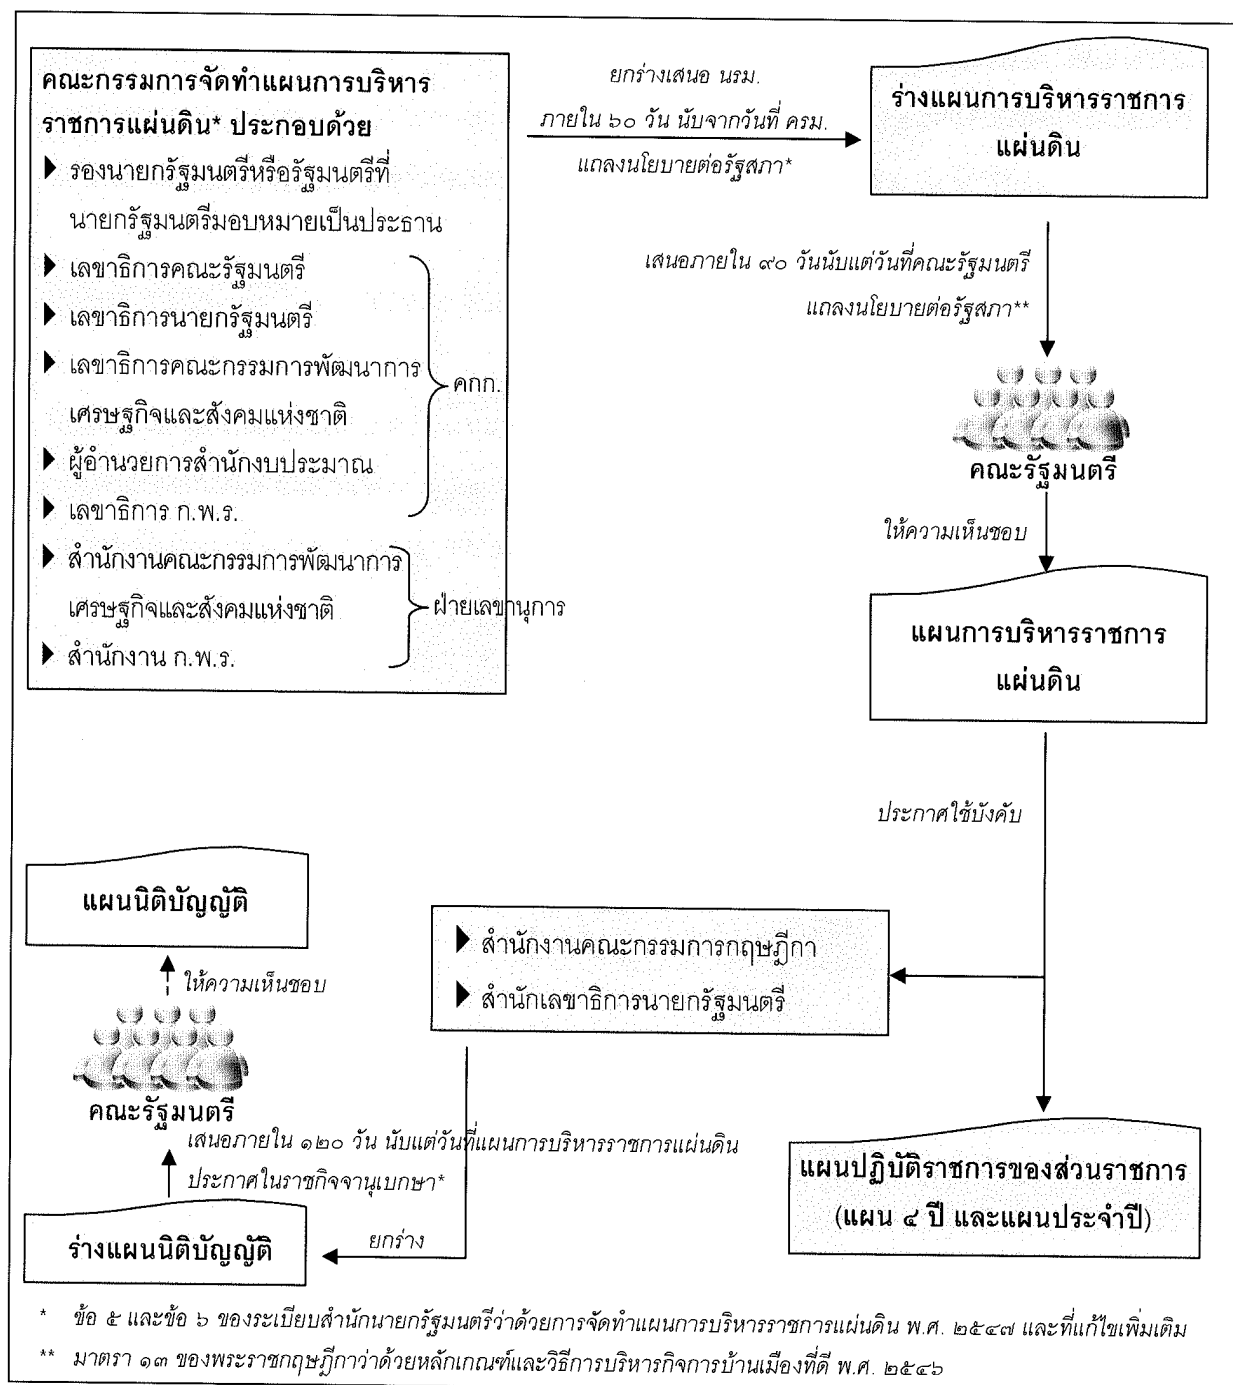 คณะกรรมการจัดทำแผนการบริหาร
ราชการแผ่นดิน* ประกอบด้วย
รองนายกรัฐมนตรีหรือรัฐมนตรีที่
นายกรัฐมนตรีมอบหมายเป็นประธาน
เลขาธิการคณะรัฐมนตรี
เลขาธิการนายกรัฐมนตรี
เลขาธิการคณะกรรมการพัฒนาการ
เศรษฐกิจและสังคมแห่งชาติ
ผู้อำนวยการสำนักงบประมาณ
เลขาธิการ ก.พ.ร.
คกก.
สำนักงานคณะกรรมการพัฒนาการ
เศรษฐกิจและสังคมแห่งชาติ
สำนักงาน ก.พ.ร.
ฝ่ายเลขานุการ
ยกร่างเสนอ นรม.
ภายใน ๖๐ วัน นับจากวันที่ ครม.
แถลงนโยบายต่อรัฐสภา*
ร่างแผนการบริหารราชการ
แผ่นดิน
เสนอภายใน ๙๐ วันนับแต่วันที่คณะรัฐมนตรี
แถลงนโยบายต่อรัฐสภา**
คณะรัฐมนตรี
ให้ความเห็นชอบ
แผนการบริหารราชการ
แผ่นดิน
ประกาศใช้บังคับ
สำนักงานคณะกรรมการกฤษฎีกา
สำนักเลขาธิการนายกรัฐมนตรี
แผนปฏิบัติราชการของส่วนราชการ
(แผน ๔ ปี และแผนประจำปี)
แผนนิติบัญญัติ
ให้ความเห็นชอบ
คณะรัฐมนตรี
เสนอภายใน ๑๒๐ วัน นับแต่วันที่แผนการบริหารราชการแผ่นดิน
ประกาศในราชกิจจานุเบกษา*
ร่างแผนนิติบัญญัติ
ยกร่าง
* ข้อ ๕ และข้อ ๖ ของระเบียบสำนักนายกรัฐมนตรีว่าด้วยการจัดทำแผนการบริหารราชการแผ่นดิน พ.ศ. ๒๕๔๗ และที่แก้ไขเพิ่มเติม
** มาตรา ๑๓ ของพระราชกฤษฎีกาว่าด้วยหลักเกณฑ์และวิธีการบริหารกิจการบ้านเมืองที่ดี พ.ศ. ๒๕๔๖